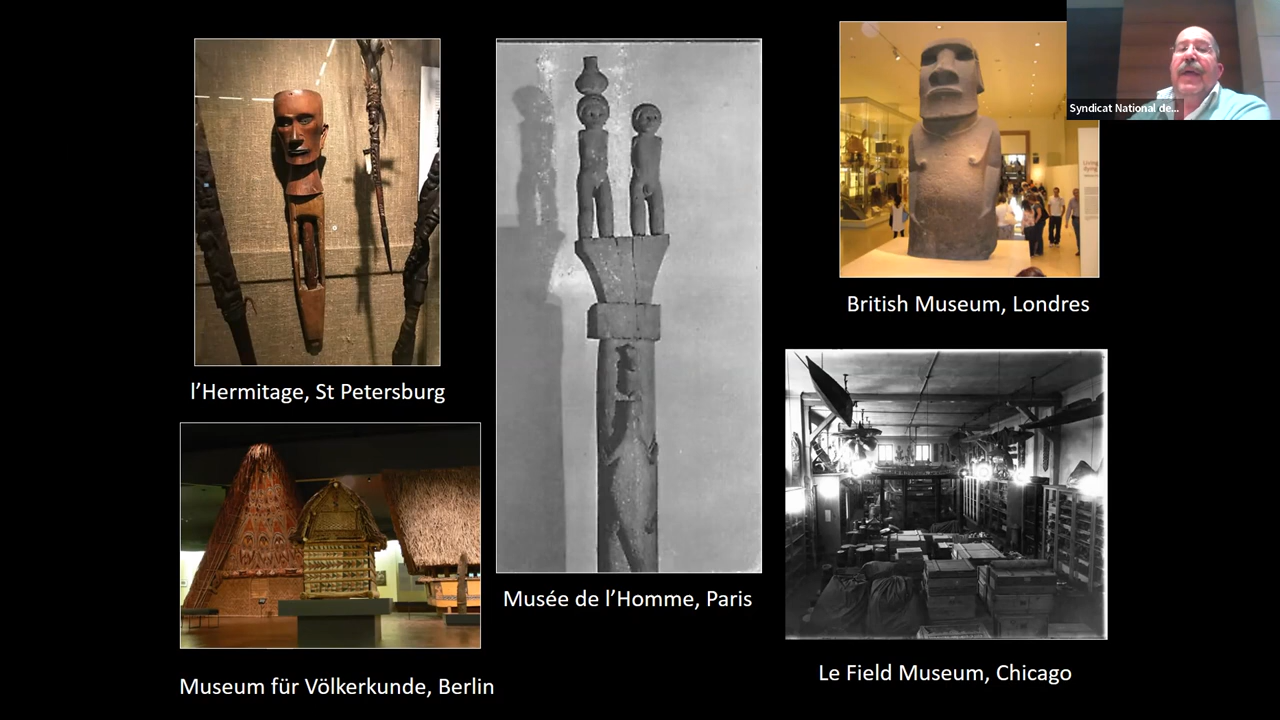 Syndicat National de...
British Museum, Londres
l'Hermitage, St Petersburg
Musée de l'Homme, Paris
Le Field Museum, Chicago
Museum für Völkerkunde, Berlin